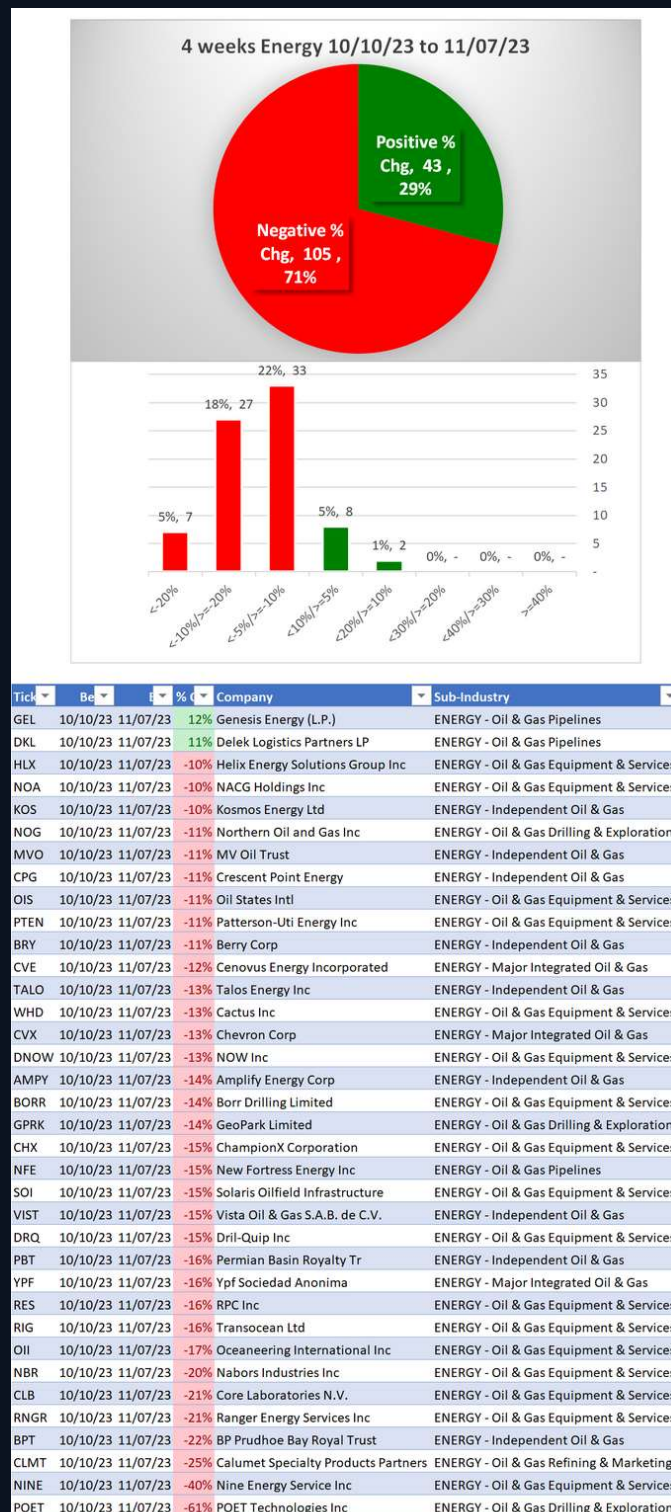 4 weeks Energy 10/10/23 to 11/07/23
Positive %
Chg, 43 ,
29%
Negative %
Chg, 105 ,
71%
22%, 33
18%, 27
5%, 7
5%, 8
1%, 2
0%, -
0%, -
0%, -
35
30
25
20
15
10
5
-
<-20%
<-10%/>=-20%
<-5%/>=-10%
<10%/>=5%
<20%/>=10%
<30%/>=20%
<40%/>=30%
>=40%
Tick Be E % C Company Sub-Industry
GEL 10/10/23 11/07/23 12% Genesis Energy (L.P.) ENERGY - Oil & Gas Pipelines
DKL 10/10/23 11/07/23 11% Delek Logistics Partners LP ENERGY - Oil & Gas Pipelines
HLX 10/10/23 11/07/23 -10% Helix Energy Solutions Group Inc ENERGY - Oil & Gas Equipment & Services
NOA 10/10/23 11/07/23 -10% NACG Holdings Inc ENERGY - Oil & Gas Equipment & Services
KOS 10/10/23 11/07/23 -10% Kosmos Energy Ltd ENERGY - Independent Oil & Gas
NOG 10/10/23 11/07/23 -11% Northern Oil and Gas Inc ENERGY - Oil & Gas Drilling & Exploration
MVO 10/10/23 11/07/23 -11% MV Oil Trust ENERGY - Independent Oil & Gas
CPG 10/10/23 11/07/23 -11% Crescent Point Energy ENERGY - Independent Oil & Gas
OIS 10/10/23 11/07/23 -11% Oil States Intl ENERGY - Oil & Gas Equipment & Services
PTEN 10/10/23 11/07/23 -11% Patterson-Uti Energy Inc ENERGY - Oil & Gas Equipment & Services
BRY 10/10/23 11/07/23 -11% Berry Corp ENERGY - Independent Oil & Gas
CVE 10/10/23 11/07/23 -12% Cenovus Energy Incorporated ENERGY - Major Integrated Oil & Gas
TALO 10/10/23 11/07/23 -13% Talos Energy Inc ENERGY - Independent Oil & Gas
WHD 10/10/23 11/07/23 -13% Cactus Inc ENERGY - Oil & Gas Equipment & Services
CVX 10/10/23 11/07/23 -13% Chevron Corp ENERGY - Major Integrated Oil & Gas
DNOW 10/10/23 11/07/23 -13% NOW Inc ENERGY - Oil & Gas Equipment & Services
AMPY 10/10/23 11/07/23 -14% Amplify Energy Corp ENERGY - Independent Oil & Gas
BORR 10/10/23 11/07/23 -14% Borr Drilling Limited ENERGY - Oil & Gas Equipment & Services
GPRK 10/10/23 11/07/23 -14% GeoPark Limited ENERGY - Oil & Gas Drilling & Exploration
CHX 10/10/23 11/07/23 -15% ChampionX Corporation ENERGY - Oil & Gas Equipment & Services
NFE 10/10/23 11/07/23 -15% New Fortress Energy Inc ENERGY - Oil & Gas Pipelines
SOI 10/10/23 11/07/23 -15% Solaris Oilfield Infrastructure ENERGY - Oil & Gas Equipment & Services
VIST 10/10/23 11/07/23 -15% Vista Oil & Gas S.A.B. de C.V. ENERGY - Independent Oil & Gas
DRQ 10/10/23 11/07/23 -15% Dril-Quip Inc ENERGY - Oil & Gas Equipment & Services
PBT 10/10/23 11/07/23 -16% Permian Basin Royalty Tr ENERGY - Independent Oil & Gas
YPF 10/10/23 11/07/23 -16% Ypf Sociedad Anonima ENERGY - Major Integrated Oil & Gas
RES 10/10/23 11/07/23 -16% RPC Inc ENERGY - Oil & Gas Equipment & Services
RIG 10/10/23 11/07/23 -16% Transocean Ltd ENERGY - Oil & Gas Equipment & Services
OII 10/10/23 11/07/23 -17% Oceaneering International Inc ENERGY - Oil & Gas Equipment & Services
NBR 10/10/23 11/07/23 -20% Nabors Industries Inc ENERGY - Oil & Gas Equipment & Services
CLB 10/10/23 11/07/23 -21% Core Laboratories N.V. ENERGY - Oil & Gas Equipment & Services
RNGR 10/10/23 11/07/23 -21% Ranger Energy Services Inc ENERGY - Oil & Gas Equipment & Services
BPT 10/10/23 11/07/23 -22% BP Prudhoe Bay Royal Trust ENERGY - Independent Oil & Gas
CLMT 10/10/23 11/07/23 -25% Calumet Specialty Products Partners ENERGY - Oil & Gas Refining & Marketing
NINE 10/10/23 11/07/23 -40% Nine Energy Service Inc ENERGY - Oil & Gas Equipment & Services
POET 10/10/23 11/07/23 -61% POET Technologies Inc ENERGY - Oil & Gas Drilling & Exploration